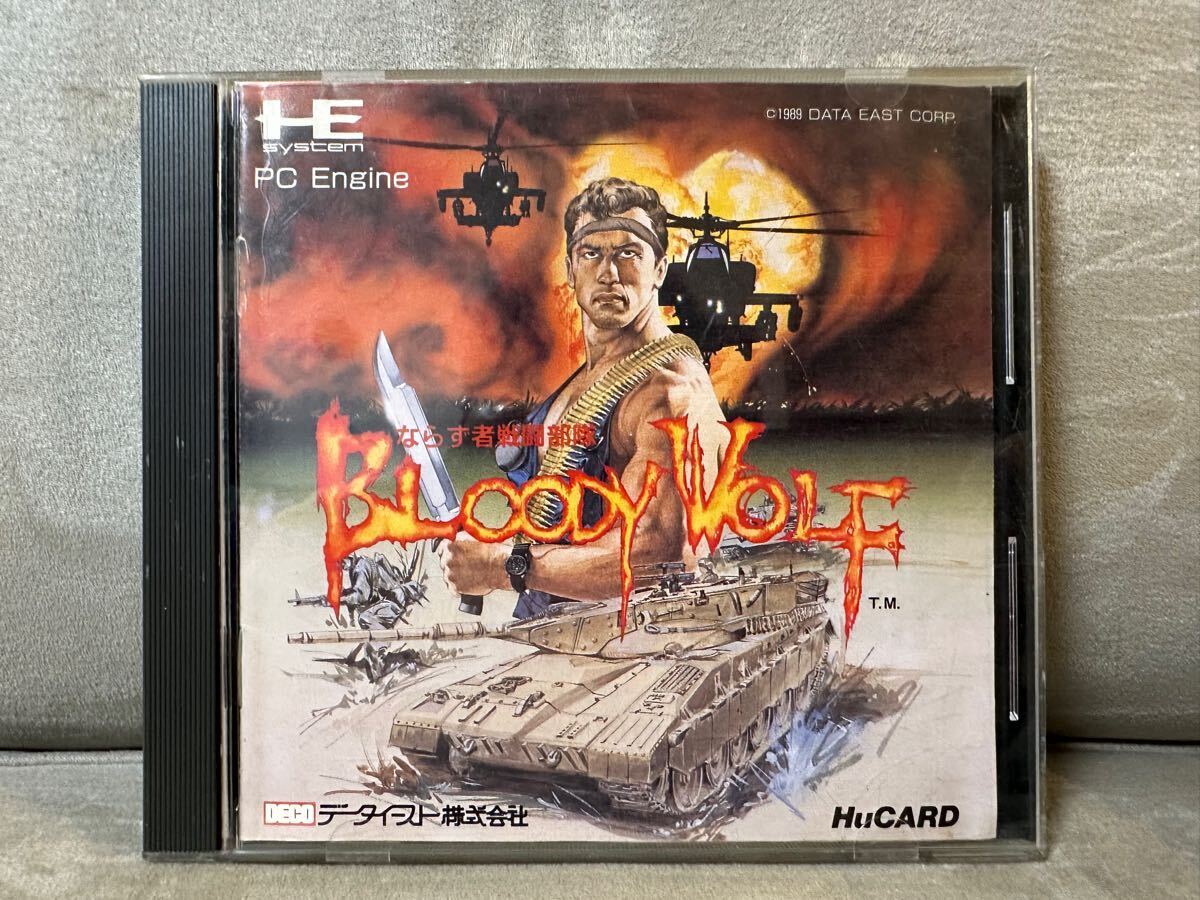 HE
system
PC Engine
©1989 DATA EAST CORP.
ならず者戦闘部隊
BLOODY WOLF
T.M.
DECO データイースト株式会社
HuCARD